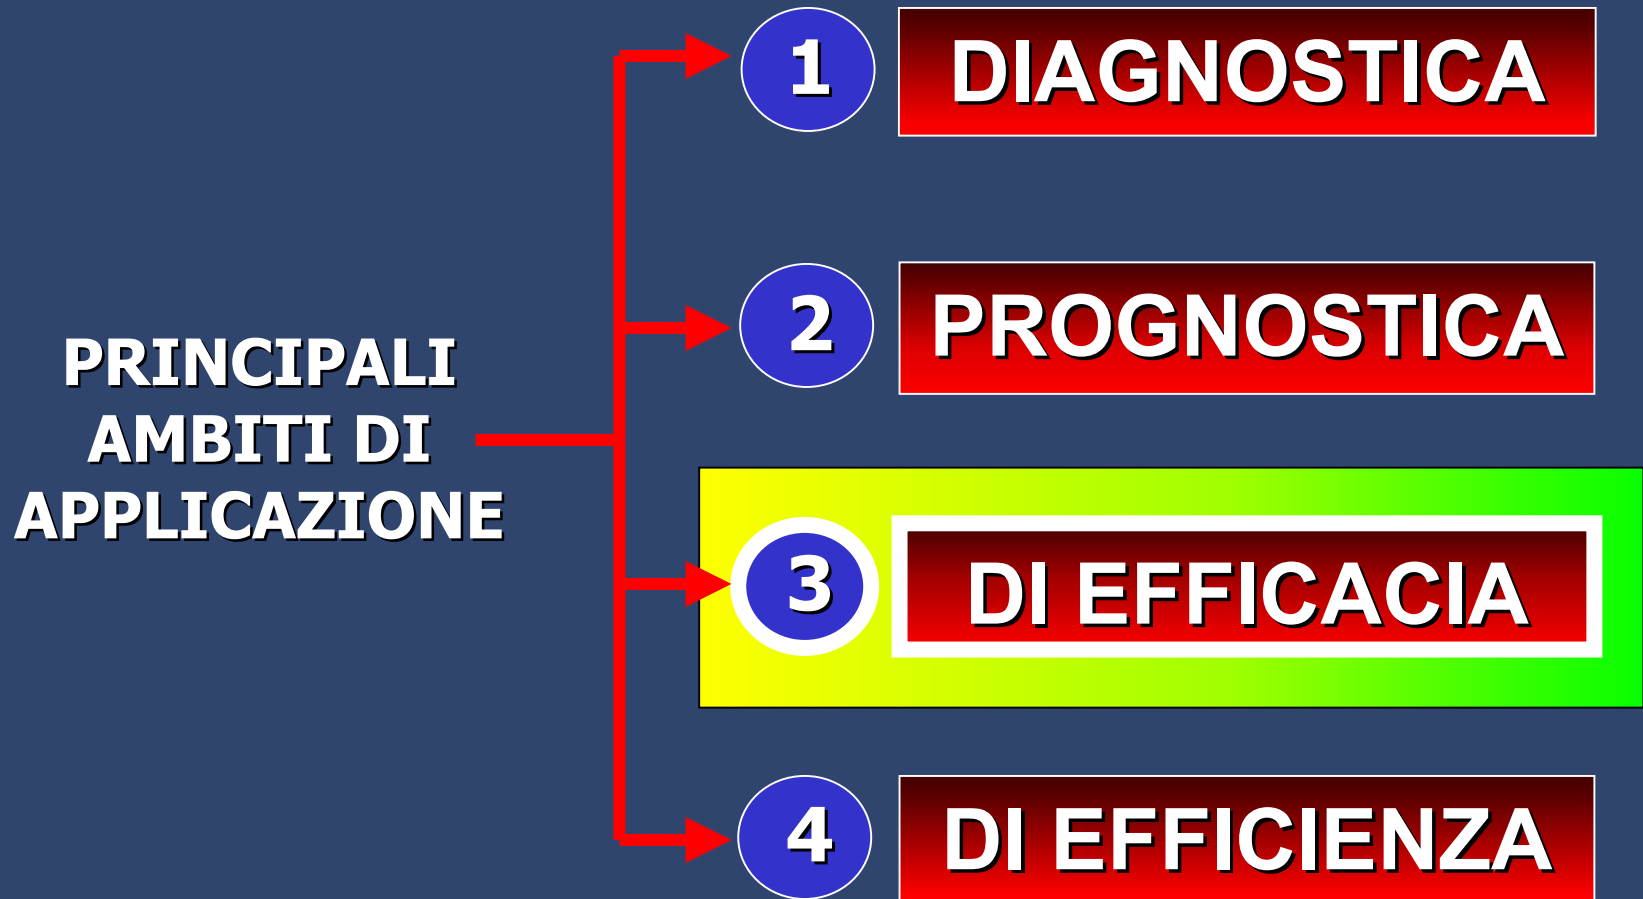 PRINCIPALI
AMBITI DI
APPLICAZIONE
1 DIAGNOSTICA
2 PROGNOSTICA
3 DI EFFICACIA
4 DI EFFICIENZA